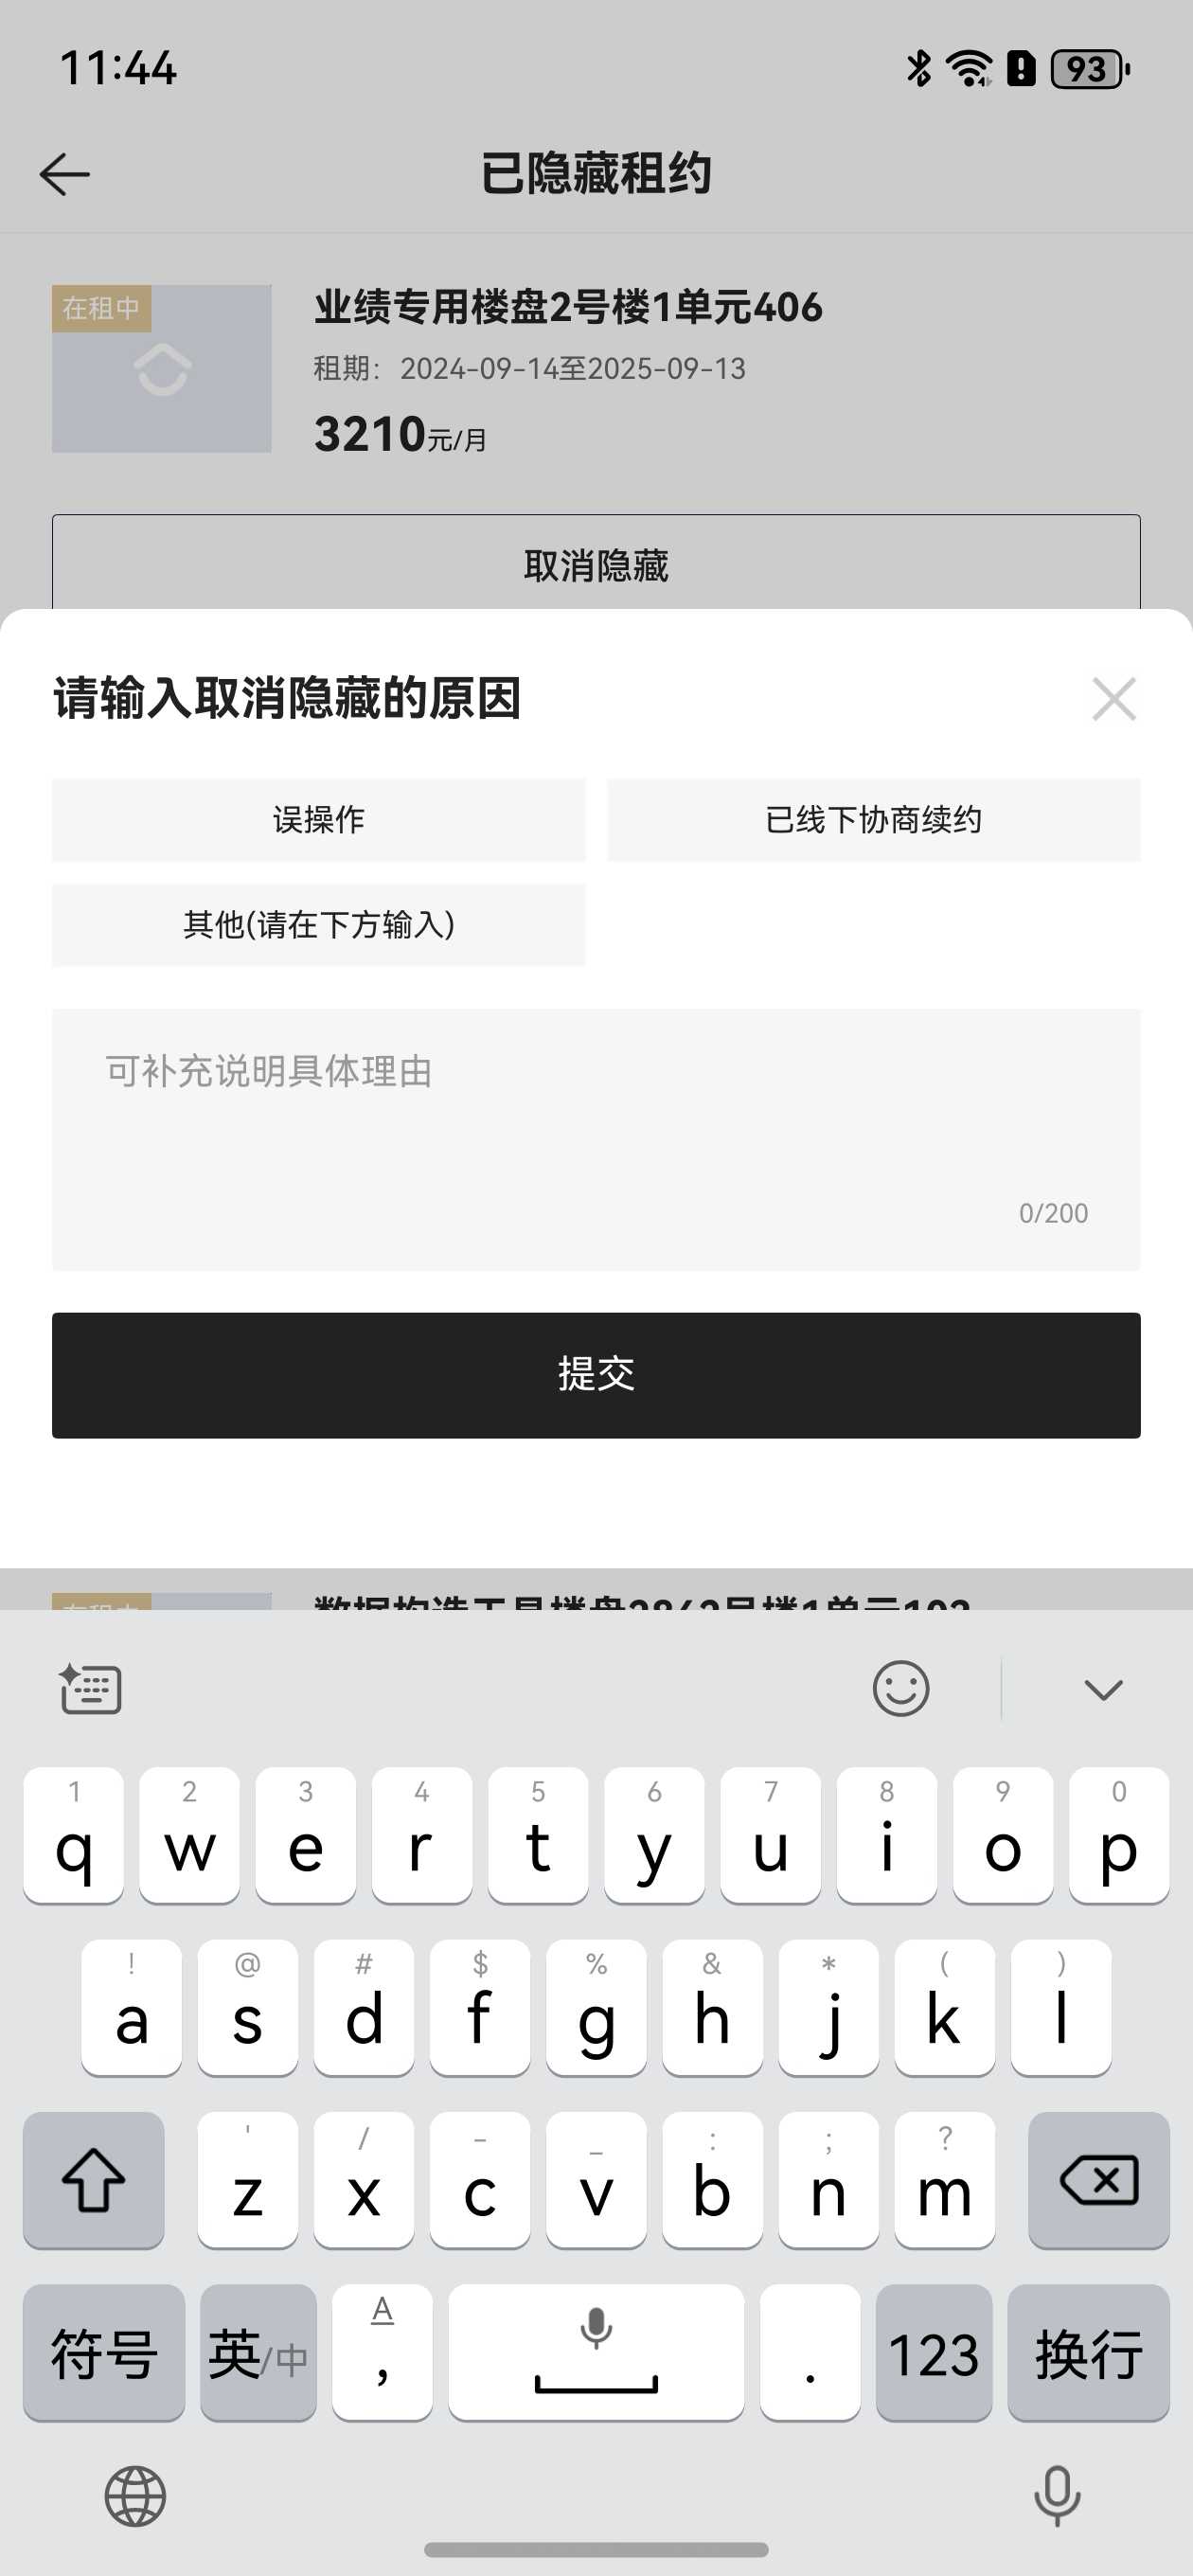 11:44
93
已隐藏租约
在租中
业绩专用楼盘2号楼1单元406
租期：2024-09-14至2025-09-13
3210元/月
取消隐藏
请输入取消隐藏的原因
误操作
已线下协商续约
其他(请在下方输入)
可补充说明具体理由
0/200
提交
1 2 3 4 5 6 7 8 9 0
q w e r t y u i o p
! @ # $ % & * ( )
a s d f g h j k l
' / - _ : ; ?
z x c v b n m
符号 英/中 A , . 123 换行